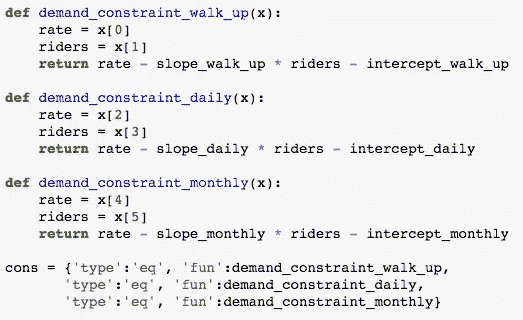 def demand_constraint_walk_up(x):
    rate = x[0]
    riders = x[1]
    return rate - slope_walk_up * riders - intercept_walk_up

def demand_constraint_daily(x):
    rate = x[2]
    riders = x[3]
    return rate - slope_daily * riders - intercept_daily

def demand_constraint_monthly(x):
    rate = x[4]
    riders = x[5]
    return rate - slope_monthly * riders - intercept_monthly

cons = {'type':'eq', 'fun':demand_constraint_walk_up,
        'type':'eq', 'fun':demand_constraint_daily,
        'type':'eq', 'fun':demand_constraint_monthly}